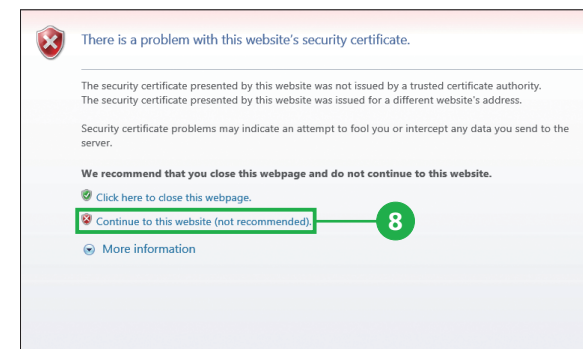 There is a problem with this website's security certificate.
The security certificate presented by this website was not issued by a trusted certificate authority.
The security certificate presented by this website was issued for a different website's address.
Security certificate problems may indicate an attempt to fool you or intercept any data you send to the
server.
We recommend that you close this webpage and do not continue to this website.
Click here to close this webpage.
Continue to this website (not recommended).
8
More information